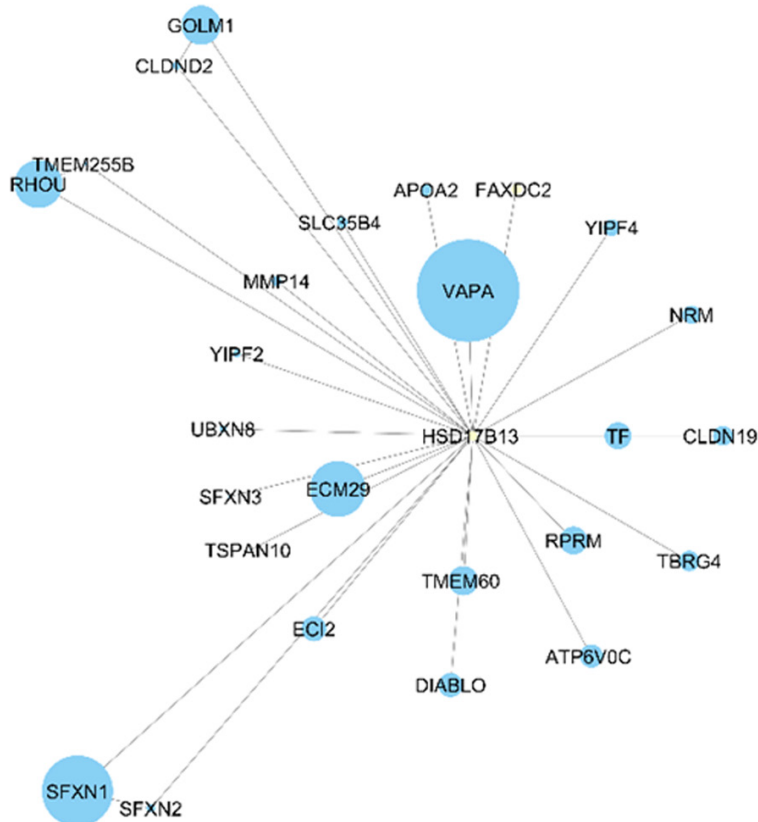 GOLM1
CLDND2
TMEM255B
RHOU
APOA2
FAXDC2
SLC35B4
YIPF4
MMP14
VAPA
NRM
YIPF2
UBXN8
HSD17B13
TF
CLDN19
SFXN3
ECM29
TSPAN10
RPRM
TBRG4
TMEM60
ECI2
ATP6V0C
DIABLO
SFXN1
SFXN2